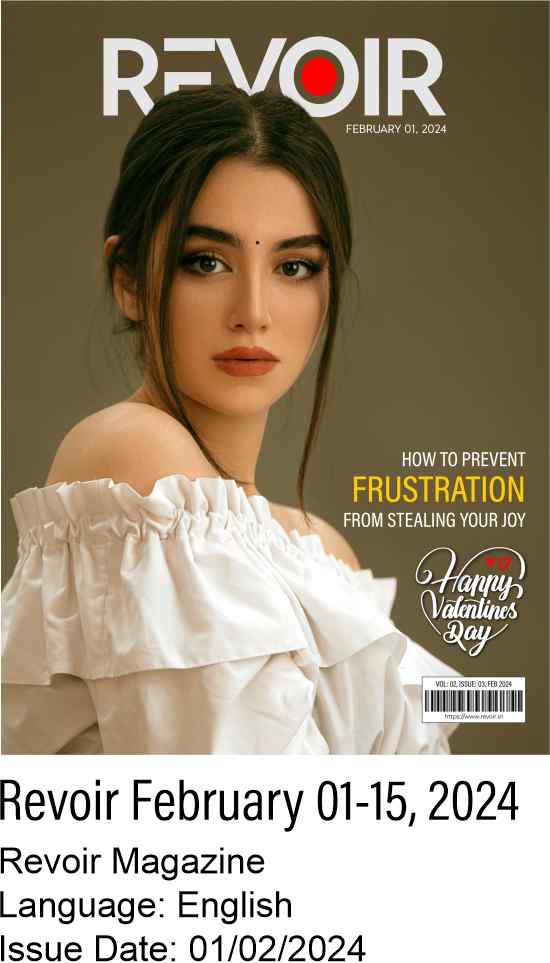 REVOIR
FEBRUARY 01, 2024
HOW TO PREVENT
FRUSTRATION
FROM STEALING YOUR JOY
Happy
Valentines
Day
VOL: 02, ISSUE: 03, FEB 2024
https://www.revoir.in
Revoir February 01-15, 2024
Revoir Magazine
Language: English
Issue Date: 01/02/2024